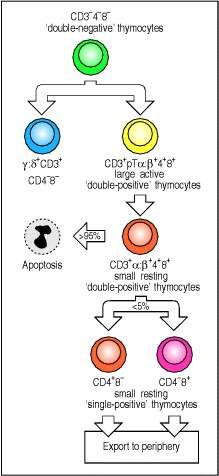 CD3⁻4⁻8⁻
'double-negative' thymocytes
γ:δ⁺CD3⁺
CD4⁻8⁻
CD3⁺pTα:β⁺4⁺8⁺
large active
'double-positive' thymocytes
>95%
Apoptosis
CD3⁺α:β⁺4⁺8⁺
small resting
'double-positive' thymocytes
<5%
CD4⁺8⁻
CD4⁻8⁺
small resting
'single-positive' thymocytes
Export to periphery